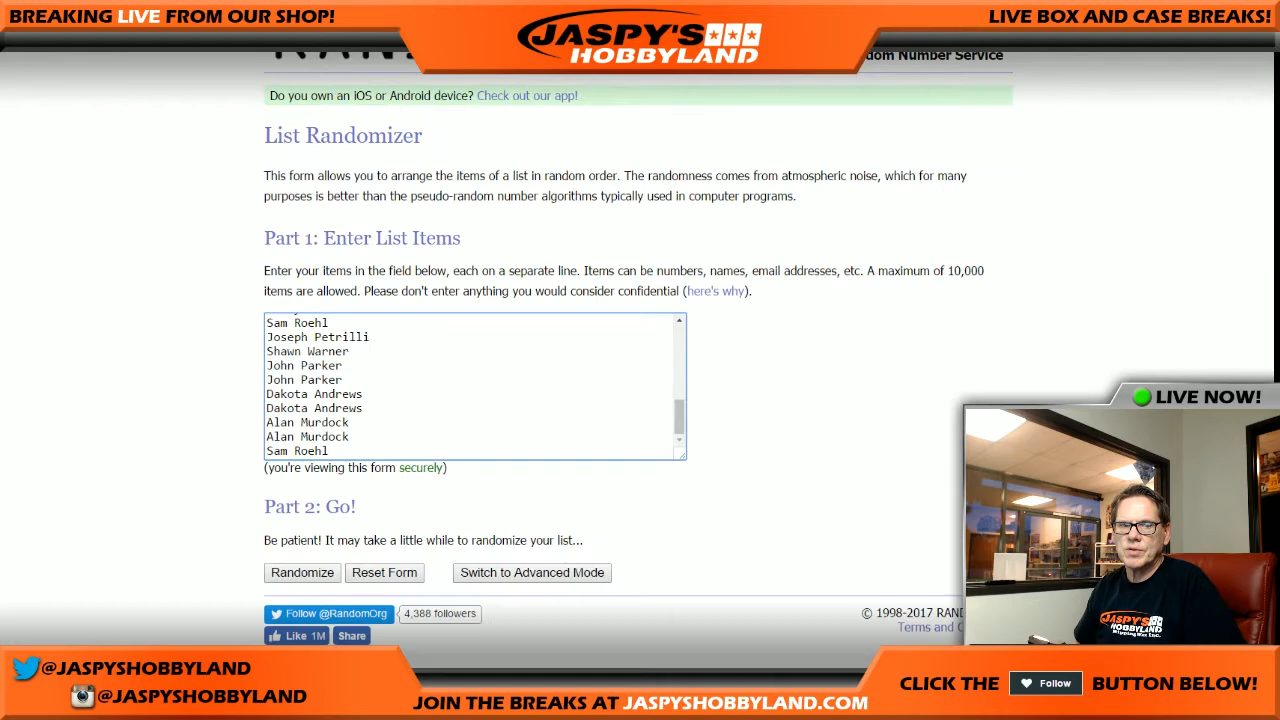 BREAKING LIVE FROM OUR SHOP!
JASPY'S
HOBBYLAND
LIVE BOX AND CASE BREAKS!
dom Number Service
Do you own an iOS or Android device? Check out our app!
List Randomizer
This form allows you to arrange the items of a list in random order. The randomness comes from atmospheric noise, which for many
purposes is better than the pseudo-random number algorithms typically used in computer programs.
Part 1: Enter List Items
Enter your items in the field below, each on a separate line. Items can be numbers, names, email addresses, etc. A maximum of 10,000
items are allowed. Please don't enter anything you would consider confidential (here's why).
Sam Roehl
Joseph Petrilli
Shawn Warner
John Parker
John Parker
Dakota Andrews
Dakota Andrews
Alan Murdock
Alan Murdock
Sam Roehl
(you're viewing this form securely)
LIVE NOW!
Part 2: Go!
Be patient! It may take a little while to randomize your list...
Randomize
Reset Form
Switch to Advanced Mode
Follow @RandomOrg
4,388 followers
© 1998-2017 RAN
Terms and
Like 1M
Share
JASPY'S
HOBBYLAND
@JASPYSHOBBYLAND
@JASPYSHOBBYLAND
JOIN THE BREAKS AT JASPYSHOBBYLAND.COM
CLICK THE
Follow
BUTTON BELOW!